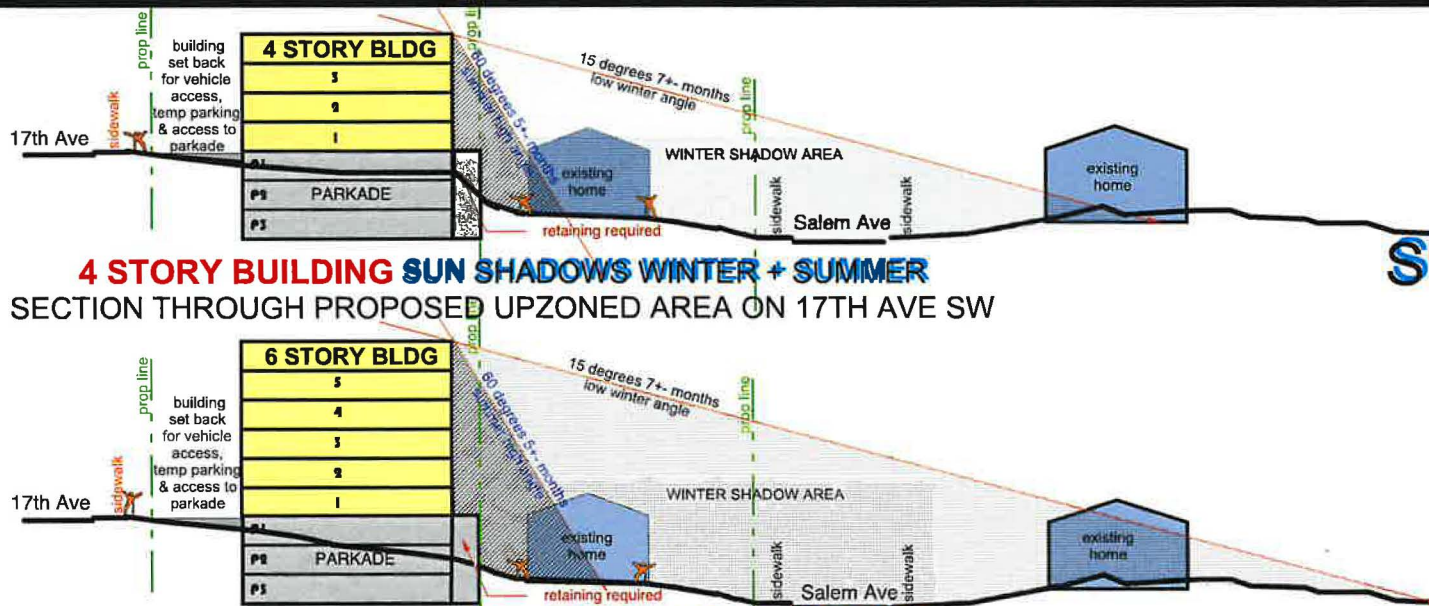 prop line
building
set back
for vehicle
access,
temp parking
& access to
parkade
sidewalk
17th Ave
4 STORY BLDG
3
2
1
P1
P2 PARKADE
P3
prop line
60 degrees 5+- months
summer high angle
15 degrees 7+- months
low winter angle
prop line
WINTER SHADOW AREA
existing
home
retaining required
sidewalk
Salem Ave
sidewalk
existing
home
4 STORY BUILDING SUN SHADOWS WINTER + SUMMER
S
SECTION THROUGH PROPOSED UPZONED AREA ON 17TH AVE SW
prop line
building
set back
for vehicle
access,
temp parking
& access to
parkade
sidewalk
17th Ave
6 STORY BLDG
5
4
3
2
1
P1
P2 PARKADE
P3
prop line
60 degrees 5+- months
summer high angle
15 degrees 7+- months
low winter angle
prop line
WINTER SHADOW AREA
existing
home
retaining required
sidewalk
Salem Ave
sidewalk
existing
home